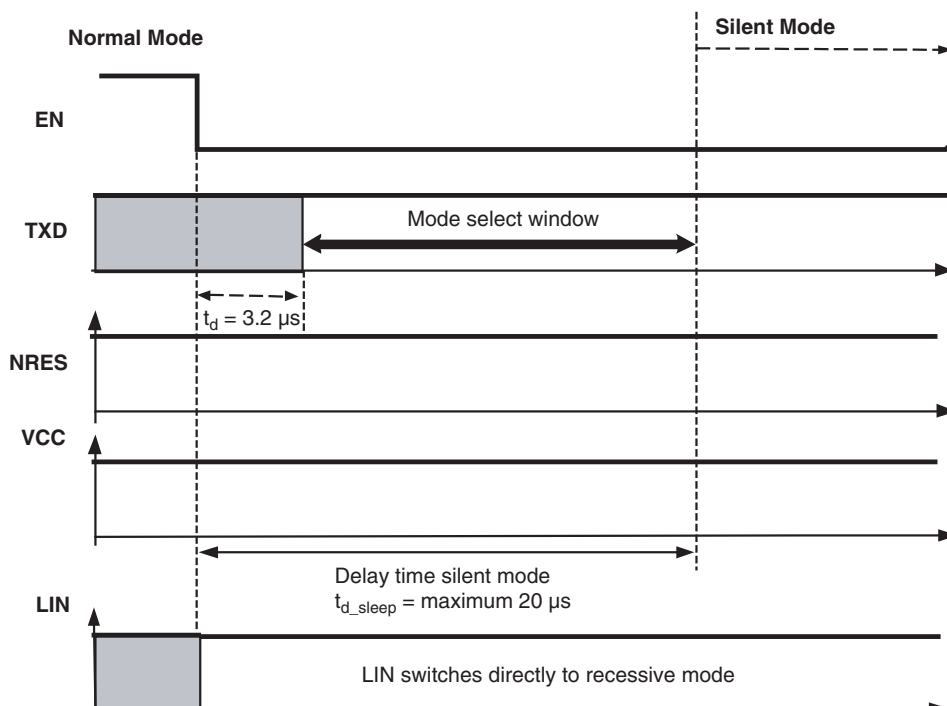 Normal Mode
Silent Mode
EN
TXD
Mode select window
t_d = 3.2 µs
NRES
VCC
Delay time silent mode
t_d_sleep = maximum 20 µs
LIN
LIN switches directly to recessive mode